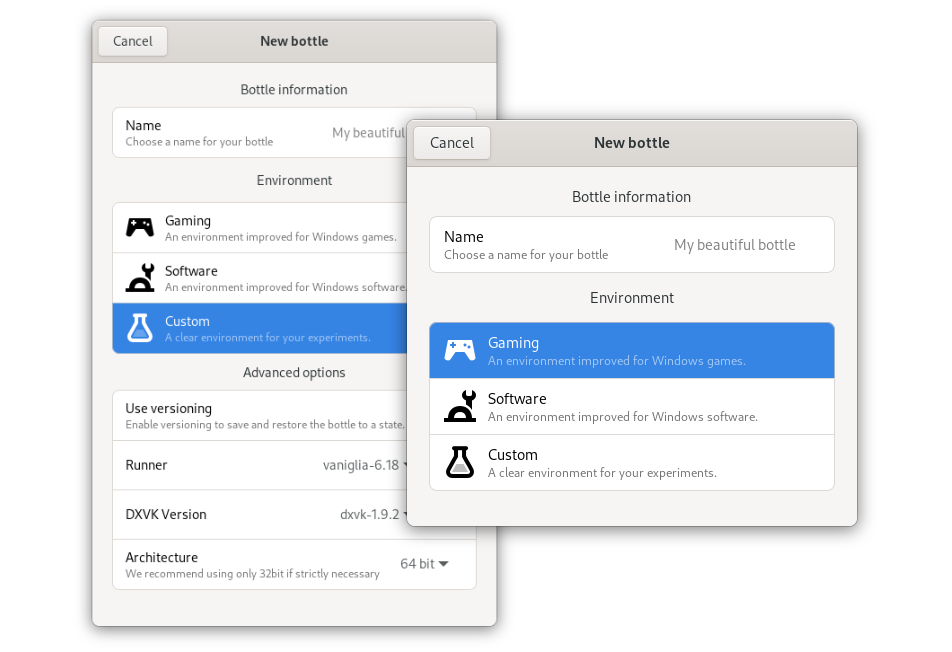 Cancel
New bottle
Bottle information
Name
Choose a name for your bottle
My beautiful
Environment
Gaming
An environment improved for Windows games.
Software
An environment improved for Windows software.
Custom
A clear environment for your experiments.
Advanced options
Use versioning
Enable versioning to save and restore the bottle to a state.
Runner
vaniglia-6.18
DXVK Version
dxvk-1.9.2
Architecture
We recommend using only 32bit if strictly necessary
64 bit
Cancel
New bottle
Bottle information
Name
Choose a name for your bottle
My beautiful bottle
Environment
Gaming
An environment improved for Windows games.
Software
An environment improved for Windows software.
Custom
A clear environment for your experiments.